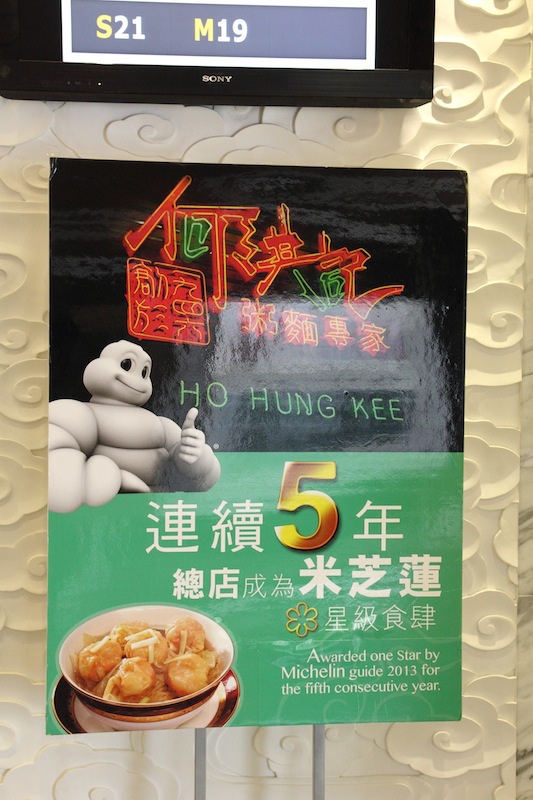 S21 M19
SONY
何洪記
粥麵專家
HO HUNG KEE
連續5年
總店成為米芝蓮
星級食肆
Awarded one Star by
Michelin guide 2013 for
the fifth consecutive year.